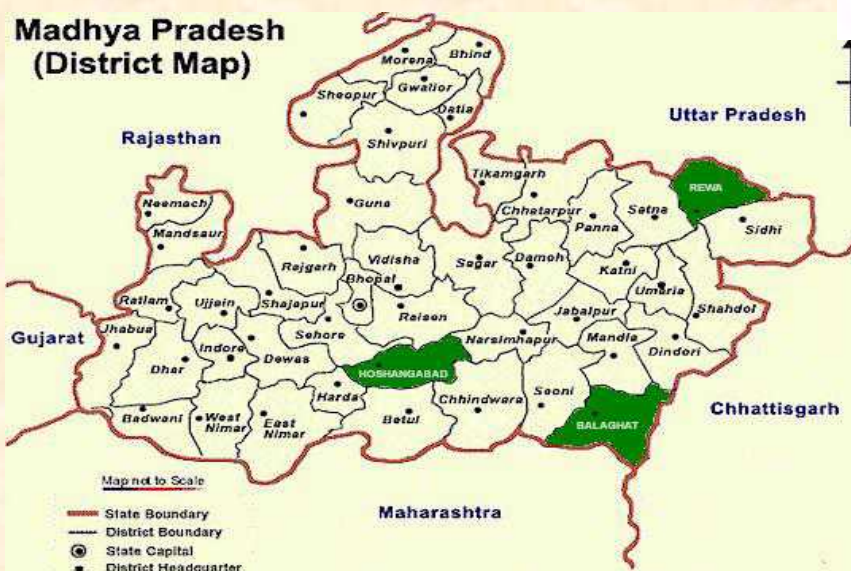 Madhya Pradesh
(District Map)
Bhind
Morena
Gwalior
Sheopur
Datia
Uttar Pradesh
Rajasthan
Shivpuri
Tikamgarh
REWA
Neemach
Guna
Chhatarpur
Satna
Panna
Sidhi
Mandsaur
Vidisha
Sagar
Damoh
Rajgarh
Katni
Bhopal
Umaria
Ratlam
Ujjein
Shajapur
Raisen
Jabalpur
Shahdol
Gujarat
Jhabua
Sehore
Narsimhapur
Mandla
Indore
Dewas
Dindori
Dhar
HOSHANGABAD
Harda
Chhindwara
Seoni
Chhattisgarh
Badwani
West
Nimar
East
Nimar
Betul
BALAGHAT
Map not to Scale
Maharashtra
State Boundary
District Boundary
State Capital
District Headquarter